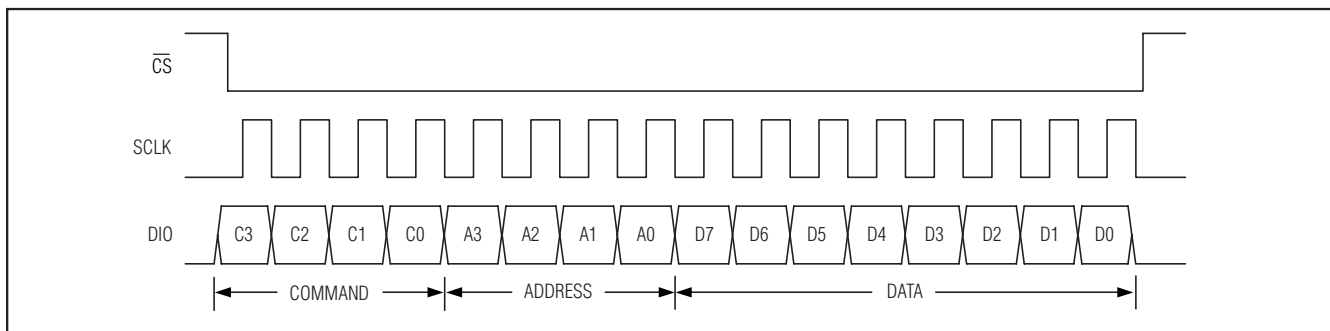 C̅S̅
SCLK
DIO C3 C2 C1 C0 A3 A2 A1 A0 D7 D6 D5 D4 D3 D2 D1 D0
COMMAND ADDRESS DATA